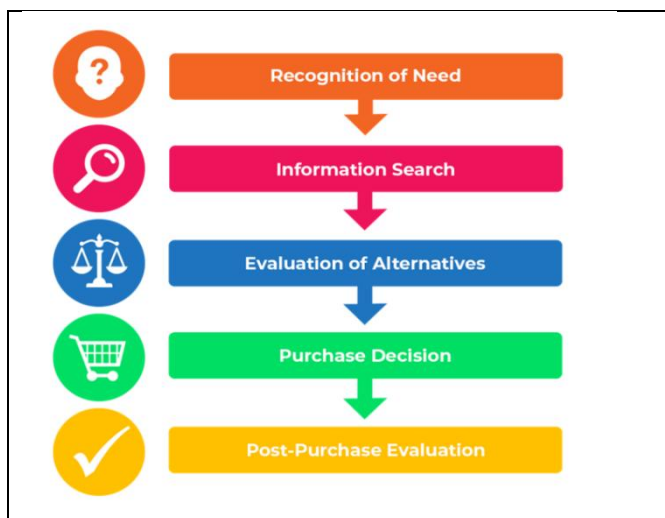 ?
Recognition of Need
Information Search
Evaluation of Alternatives
Purchase Decision
Post-Purchase Evaluation